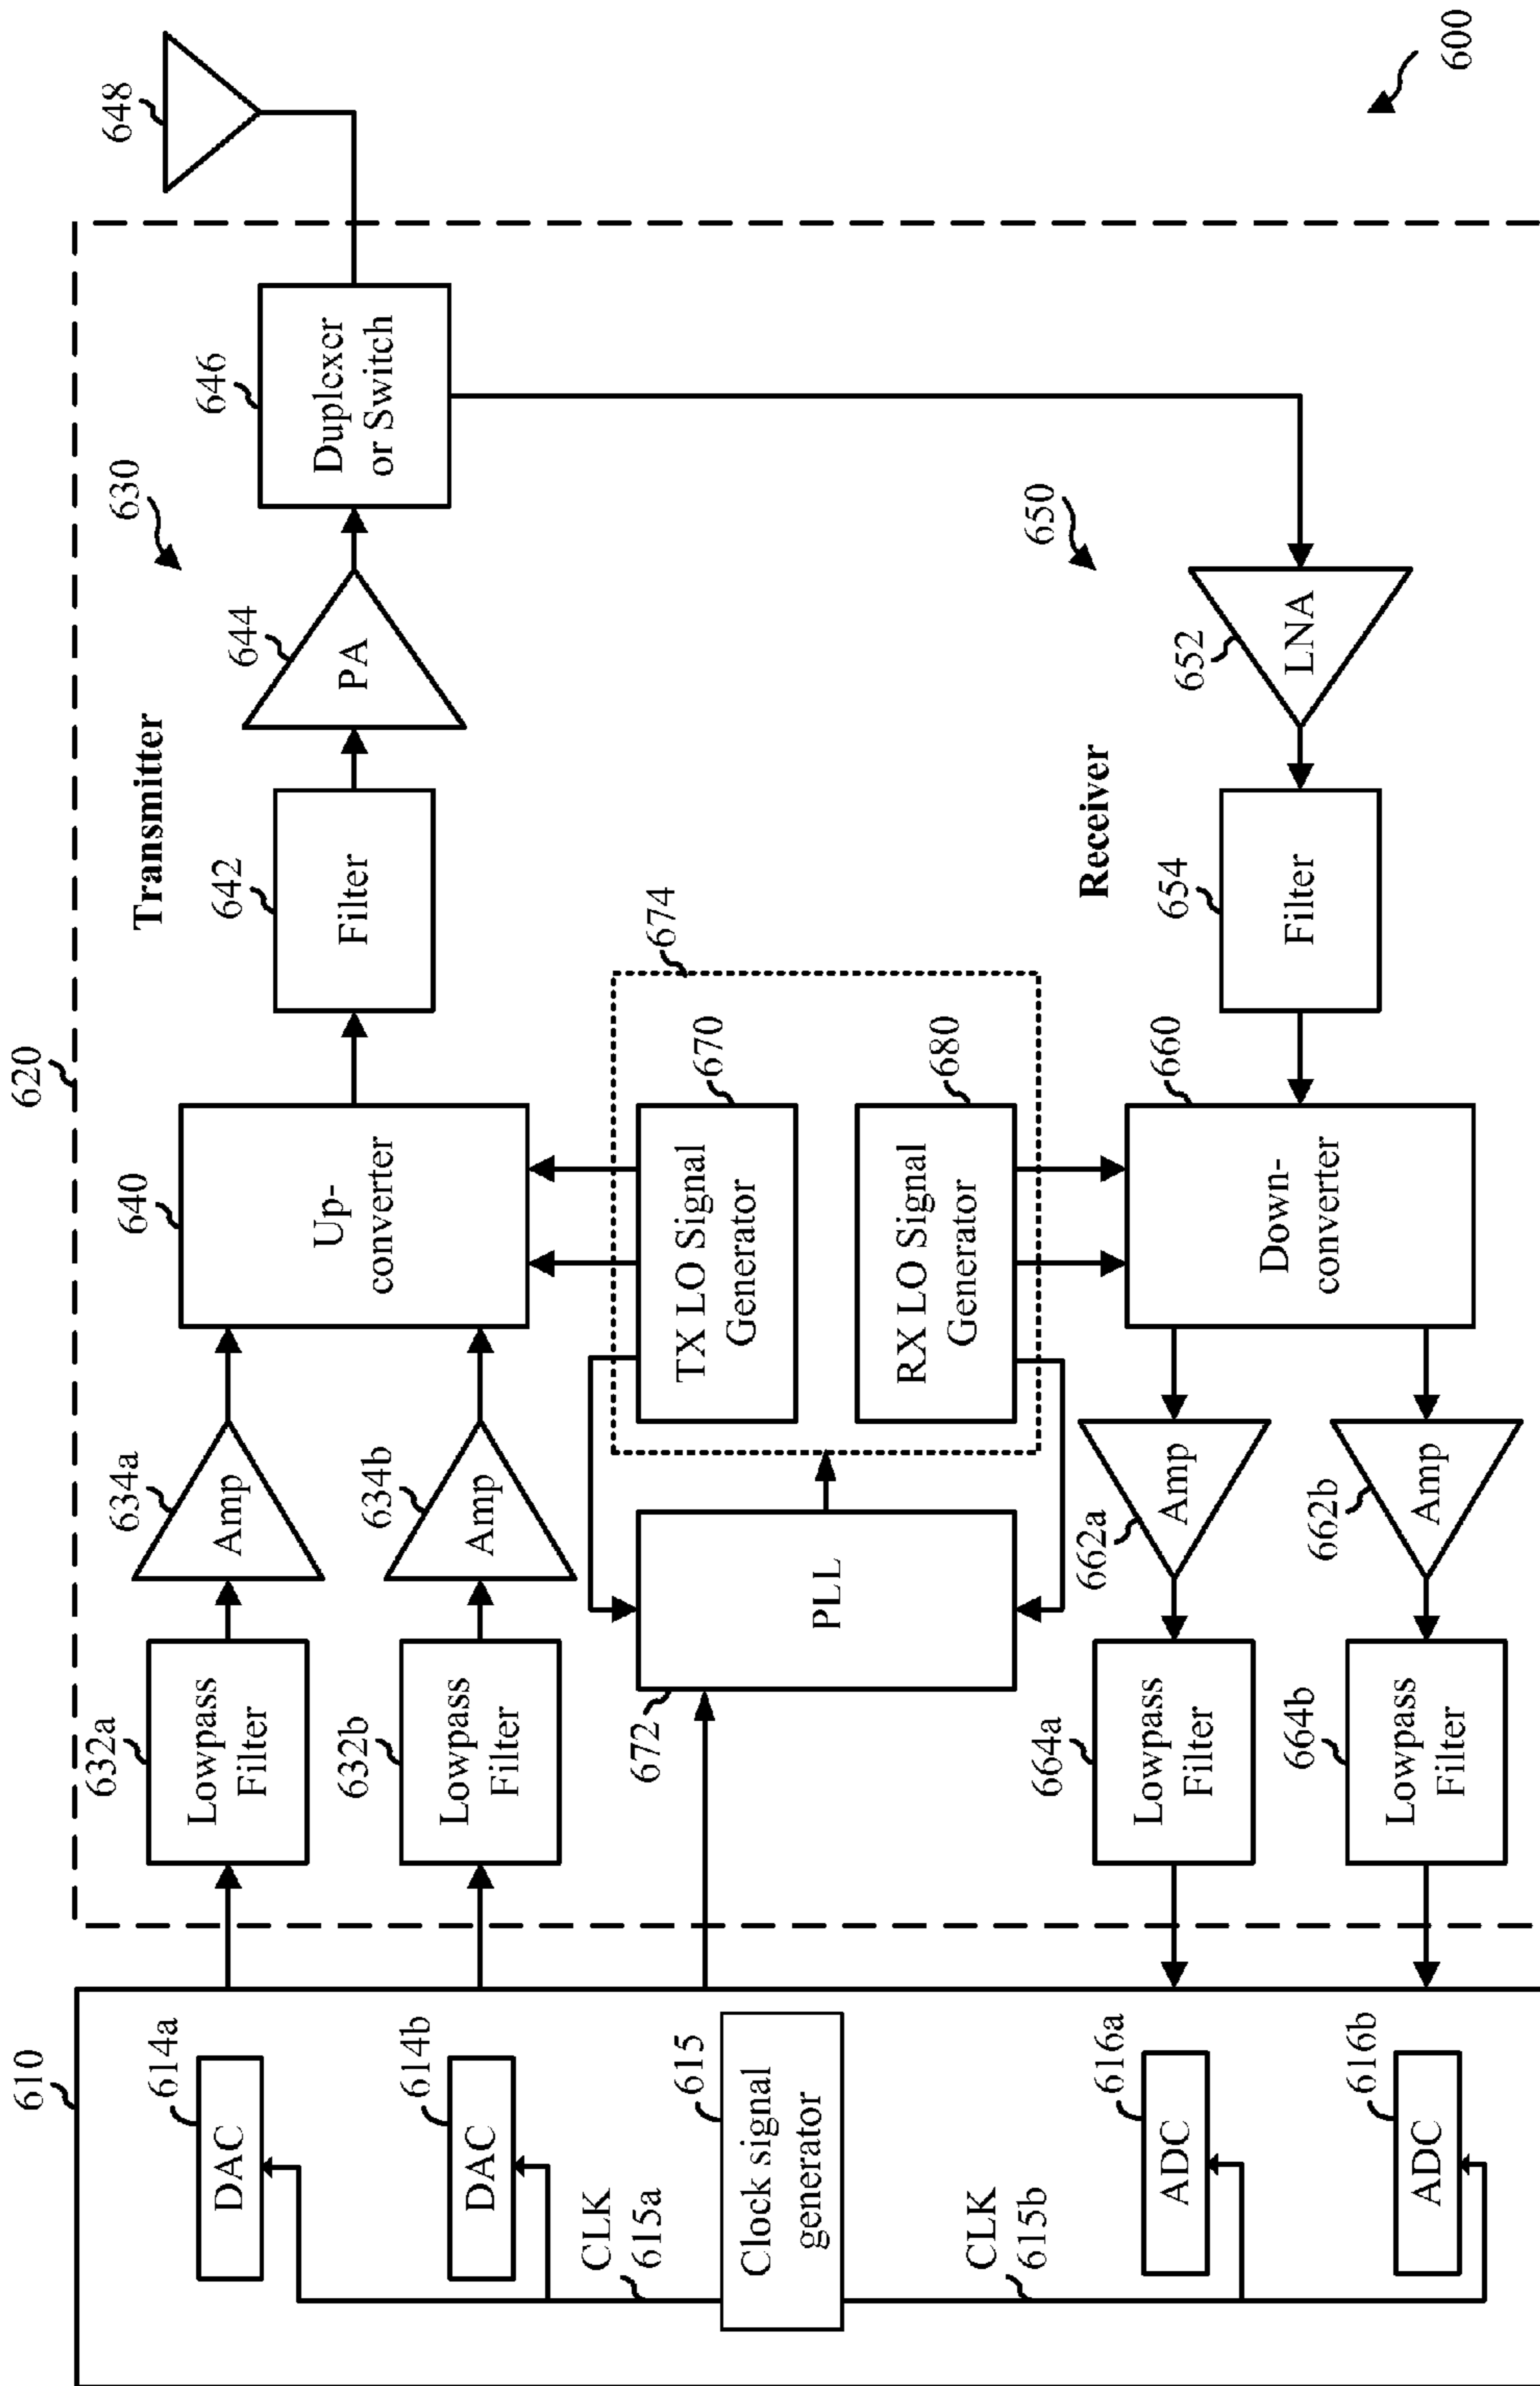 600
610
620
DAC
614a
DAC
614b
CLK
615a
Clock signal
generator
615
CLK
615b
ADC
616a
ADC
616b
Transmitter
630
632a
Lowpass
Filter
634a
Amp
632b
Lowpass
Filter
634b
Amp
640
Up-
converter
642
Filter
644
PA
646
Duplexer
or Switch
648
672
PLL
674
TX LO Signal
Generator
670
RX LO Signal
Generator
680
Receiver
650
652
LNA
654
Filter
660
Down-
converter
662a
Amp
662b
Amp
664a
Lowpass
Filter
664b
Lowpass
Filter